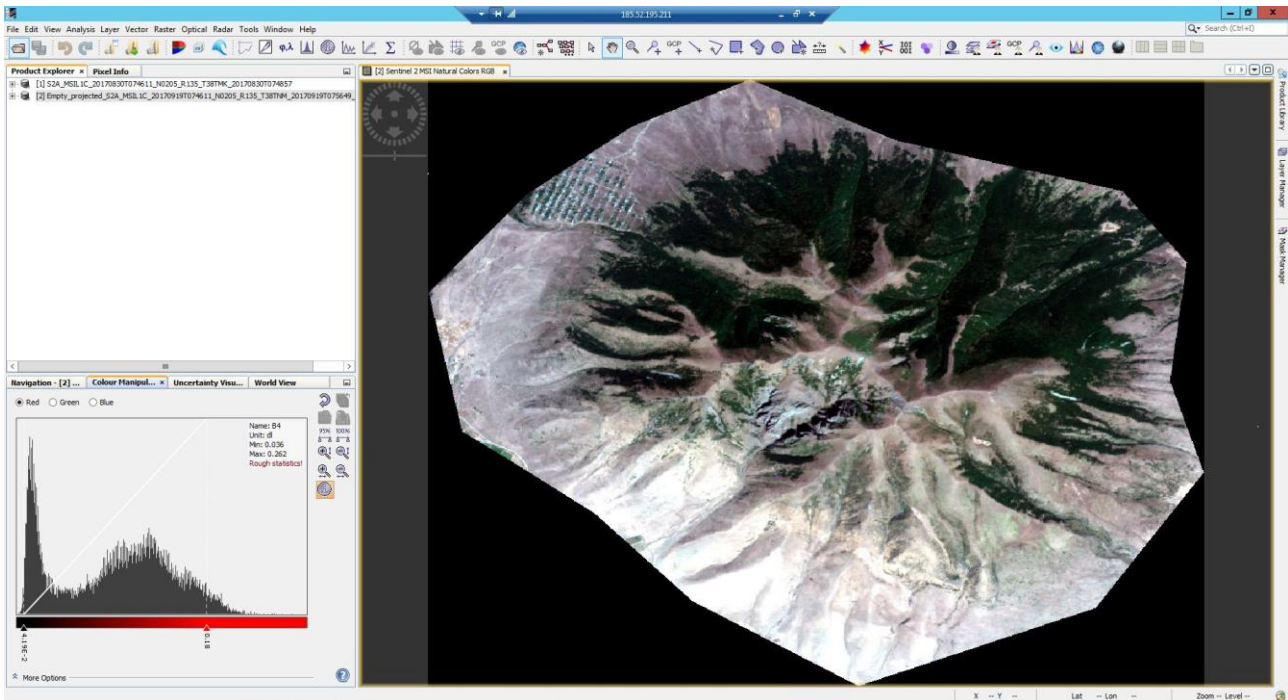 185.52.195.211
File Edit View Analysis Layer Vector Raster Optical Radar Tools Window Help
Search (Ctrl+I)
Product Explorer × Pixel Info
[2] Sentinel 2 MSI Natural Colors RGB ×
[1] S2A_MSIL1C_20170830T074611_N0205_R135_T38TMK_20170830T074857
[2] Empty_projected_S2A_MSIL1C_20170919T074611_N0205_R135_T38TNM_20170919T075649_
Product Library
Layer Manager
Mask Manager
Navigation - [2] ... Colour Manipul... × Uncertainty Visu... World View
Red Green Blue
Name: B4
Unit: dl
Min: 0.036
Max: 0.262
Rough statistics!
95% 100%
4.19E-2
0.18
More Options
X -- Y -- Lat -- Lon -- Zoom -- Level --